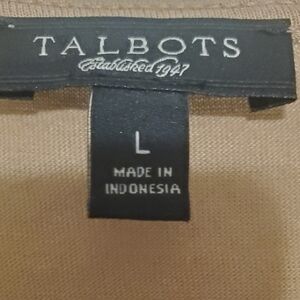 TALBOTS
Established 1947
L
MADE IN
INDONESIA